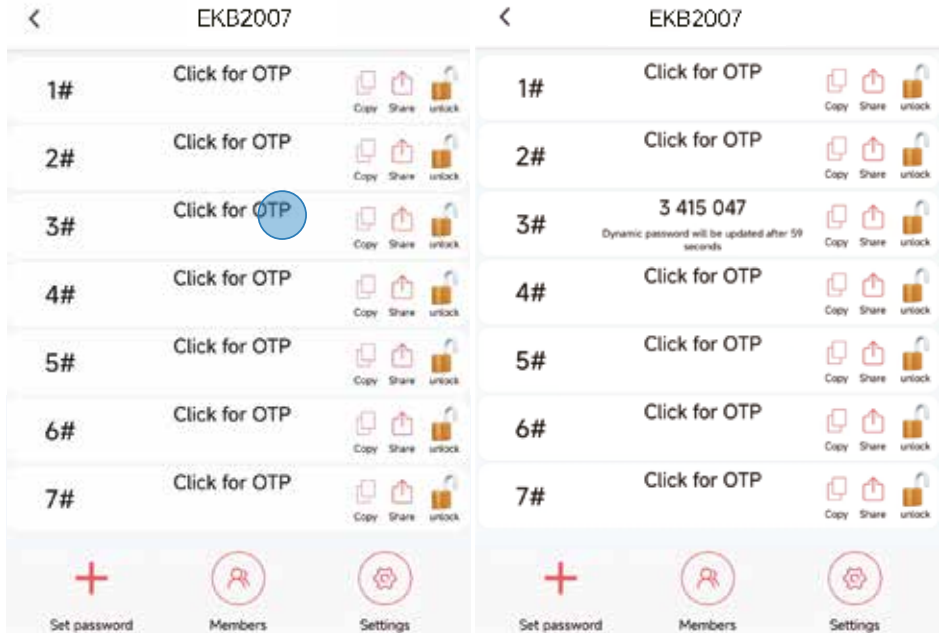 EKB2007
1#
Click for OTP
Copy Share unlock
2#
Click for OTP
Copy Share unlock
3#
Click for OTP
Copy Share unlock
4#
Click for OTP
Copy Share unlock
5#
Click for OTP
Copy Share unlock
6#
Click for OTP
Copy Share unlock
7#
Click for OTP
Copy Share unlock
Set password Members Settings
EKB2007
1#
Click for OTP
Copy Share unlock
2#
Click for OTP
Copy Share unlock
3#
3 415 047
Dynamic password will be updated after 59
seconds
Copy Share unlock
4#
Click for OTP
Copy Share unlock
5#
Click for OTP
Copy Share unlock
6#
Click for OTP
Copy Share unlock
7#
Click for OTP
Copy Share unlock
Set password Members Settings